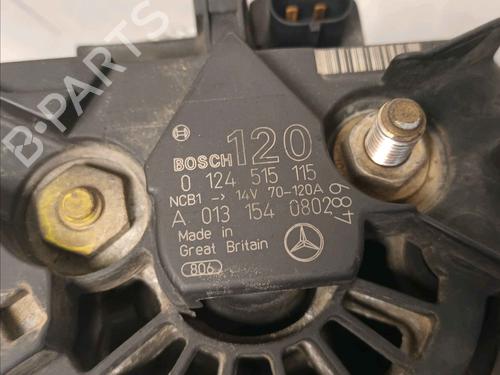 B-PARTS
BOSCH 120
0 124 515 115
NCB1 -> 14V 70-120A
A 013 154 0802
489
Made in
Great Britain
806